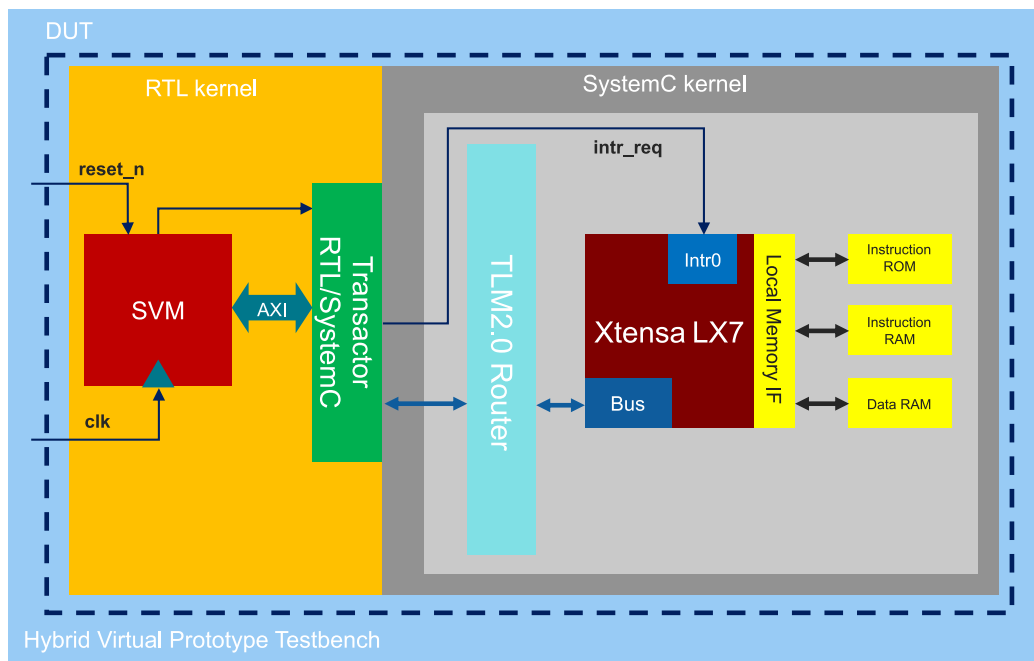 DUT
RTL kernel
SystemC kernel
reset_n
intr_req
SVM
AXI
clk
Transactor
RTL/SystemC
TLM2.0 Router
Intr0
Xtensa LX7
Bus
Local Memory IF
Instruction
ROM
Instruction
RAM
Data RAM
Hybrid Virtual Prototype Testbench